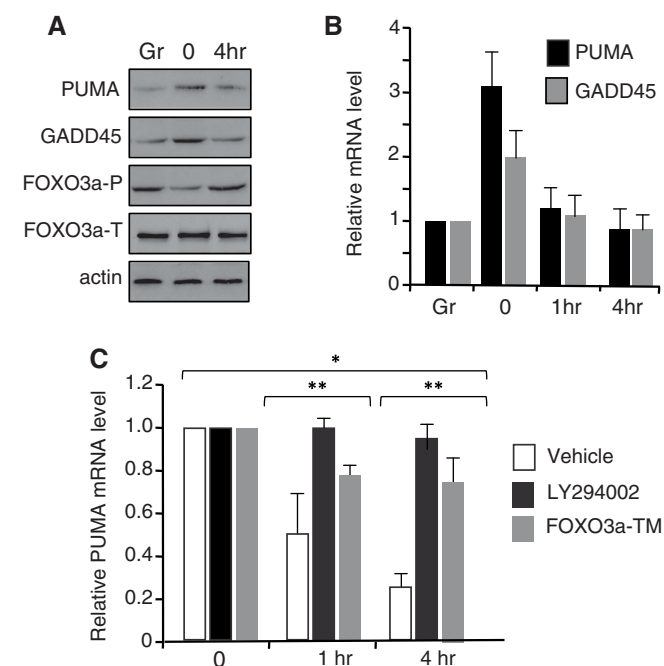 A
Gr 0 4hr
PUMA
GADD45
FOXO3a-P
FOXO3a-T
actin
B
Relative mRNA level
4
3
2
1
0
PUMA
GADD45
Gr 0 1hr 4hr
C
Relative PUMA mRNA level
1.2
1.0
0.8
0.6
0.4
0.2
0
*
** **
Vehicle
LY294002
FOXO3a-TM
0 1 hr 4 hr